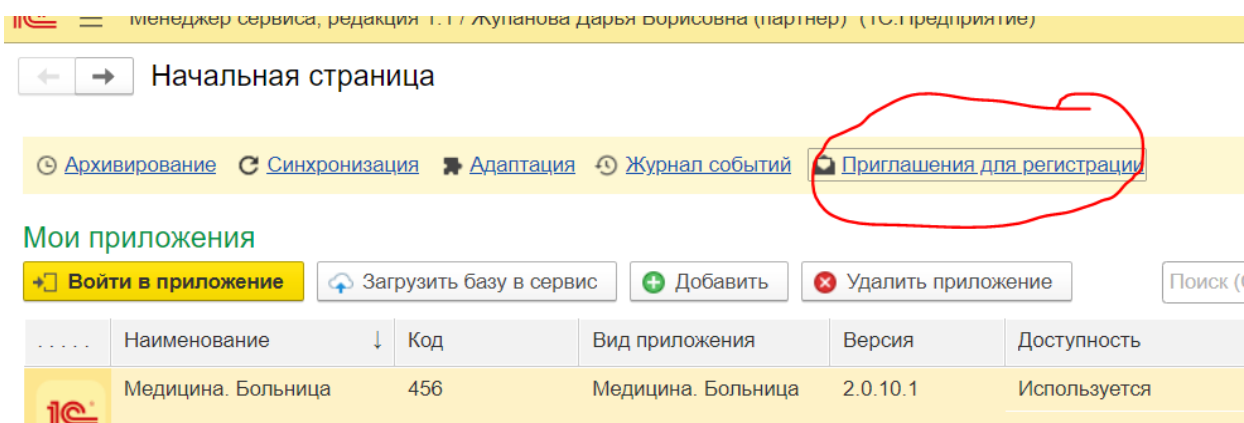 Менеджер сервиса, редакция 1.1 / Жупанова Дарья Борисовна (партнер) (1С:Предприятие)
Начальная страница
Архивирование Синхронизация Адаптация Журнал событий Приглашения для регистрации
Мои приложения
Войти в приложение Загрузить базу в сервис Добавить Удалить приложение Поиск (
..... Наименование ↓ Код Вид приложения Версия Доступность
1С Медицина. Больница 456 Медицина. Больница 2.0.10.1 Используется